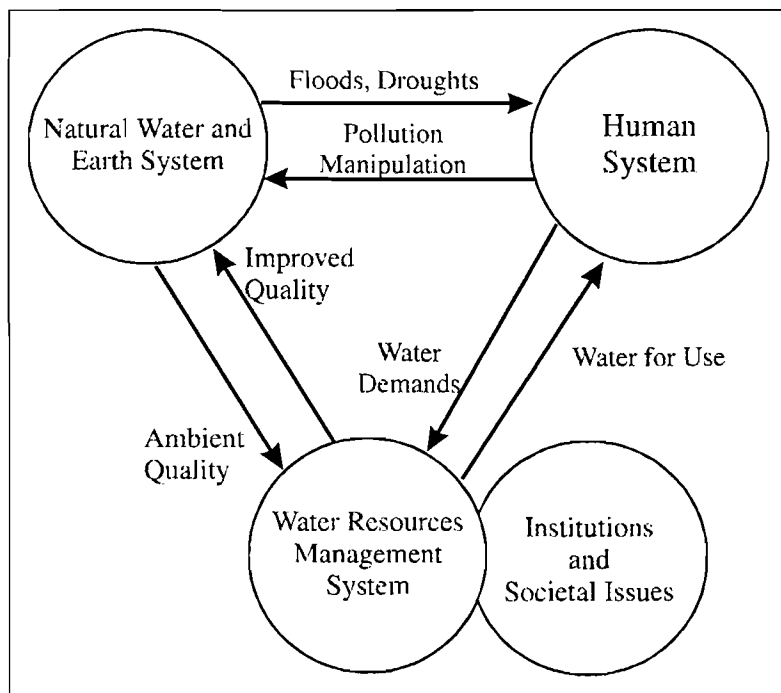 Floods, Droughts
Natural Water and
Earth System
Pollution
Manipulation
Human
System
Improved
Quality
Water
Demands
Water for Use
Ambient
Quality
Water Resources
Management
System
Institutions
and
Societal Issues